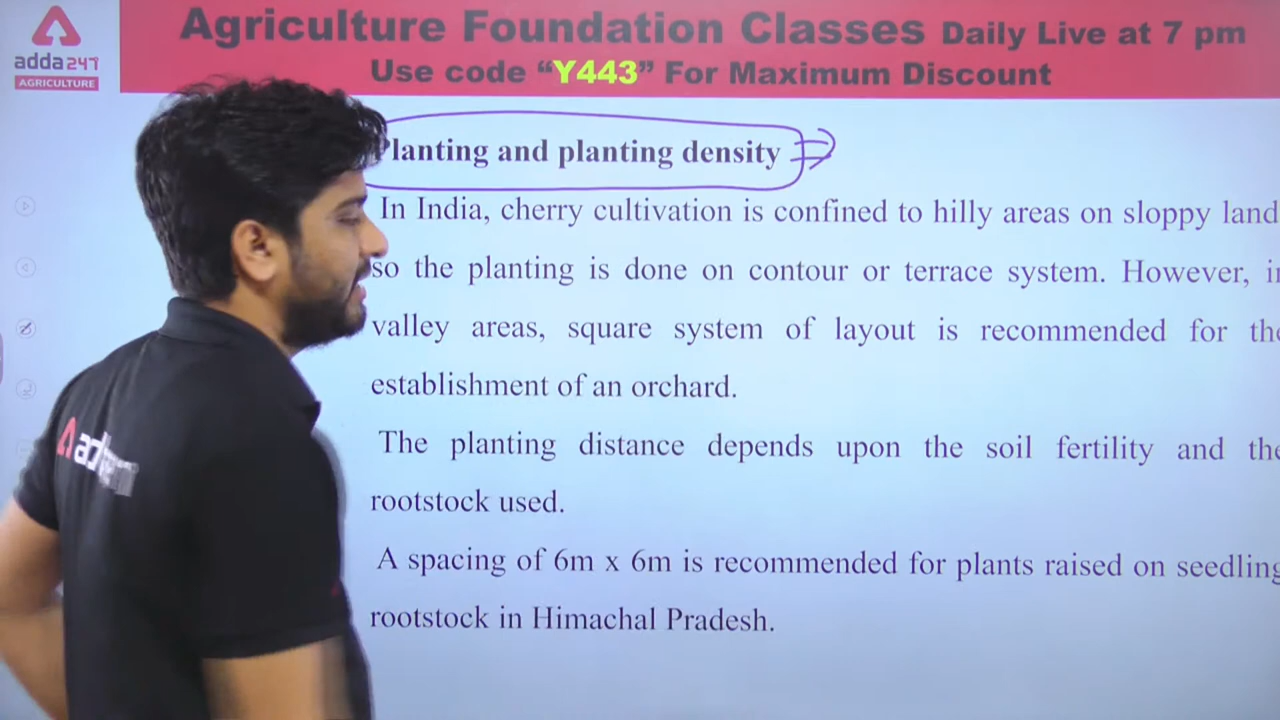 Agriculture Foundation Classes Daily Live at 7 pm
adda247
AGRICULTURE
Use code “Y443” For Maximum Discount
Planting and planting density
In India, cherry cultivation is confined to hilly areas on sloppy land
so the planting is done on contour or terrace system. However, in
valley areas, square system of layout is recommended for the
establishment of an orchard.
The planting distance depends upon the soil fertility and the
rootstock used.
A spacing of 6m x 6m is recommended for plants raised on seedling
rootstock in Himachal Pradesh.